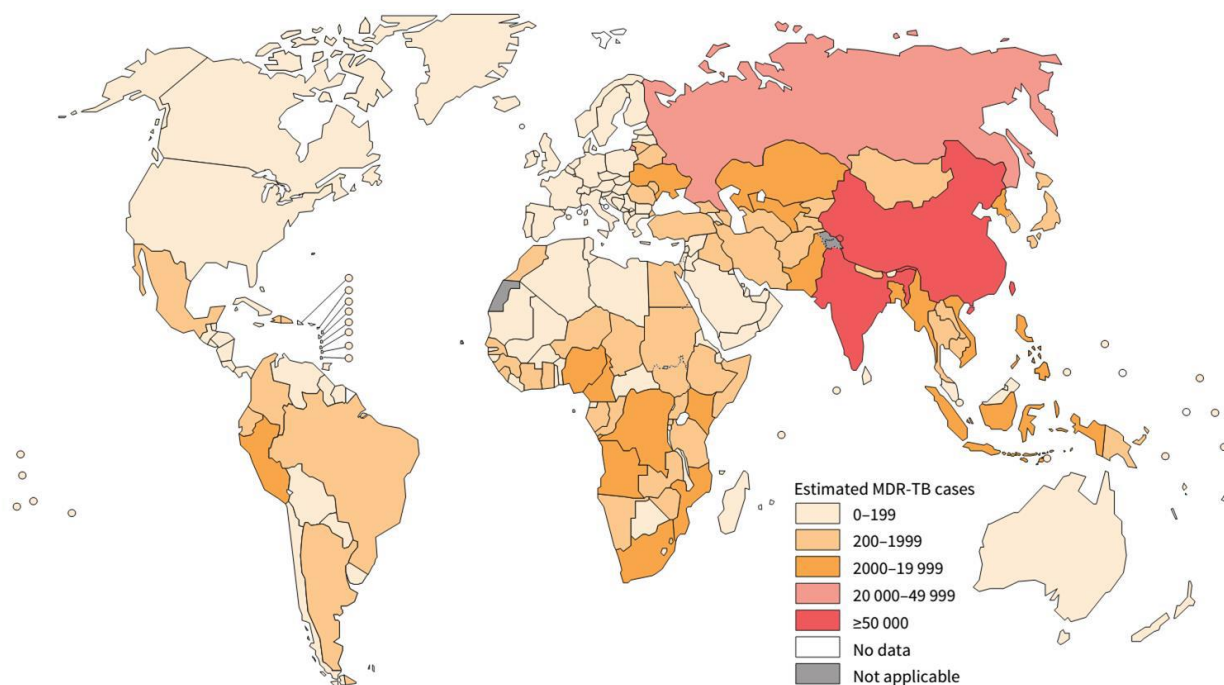 Estimated MDR-TB cases
0–199
200–1999
2000–19 999
20 000–49 999
≥50 000
No data
Not applicable